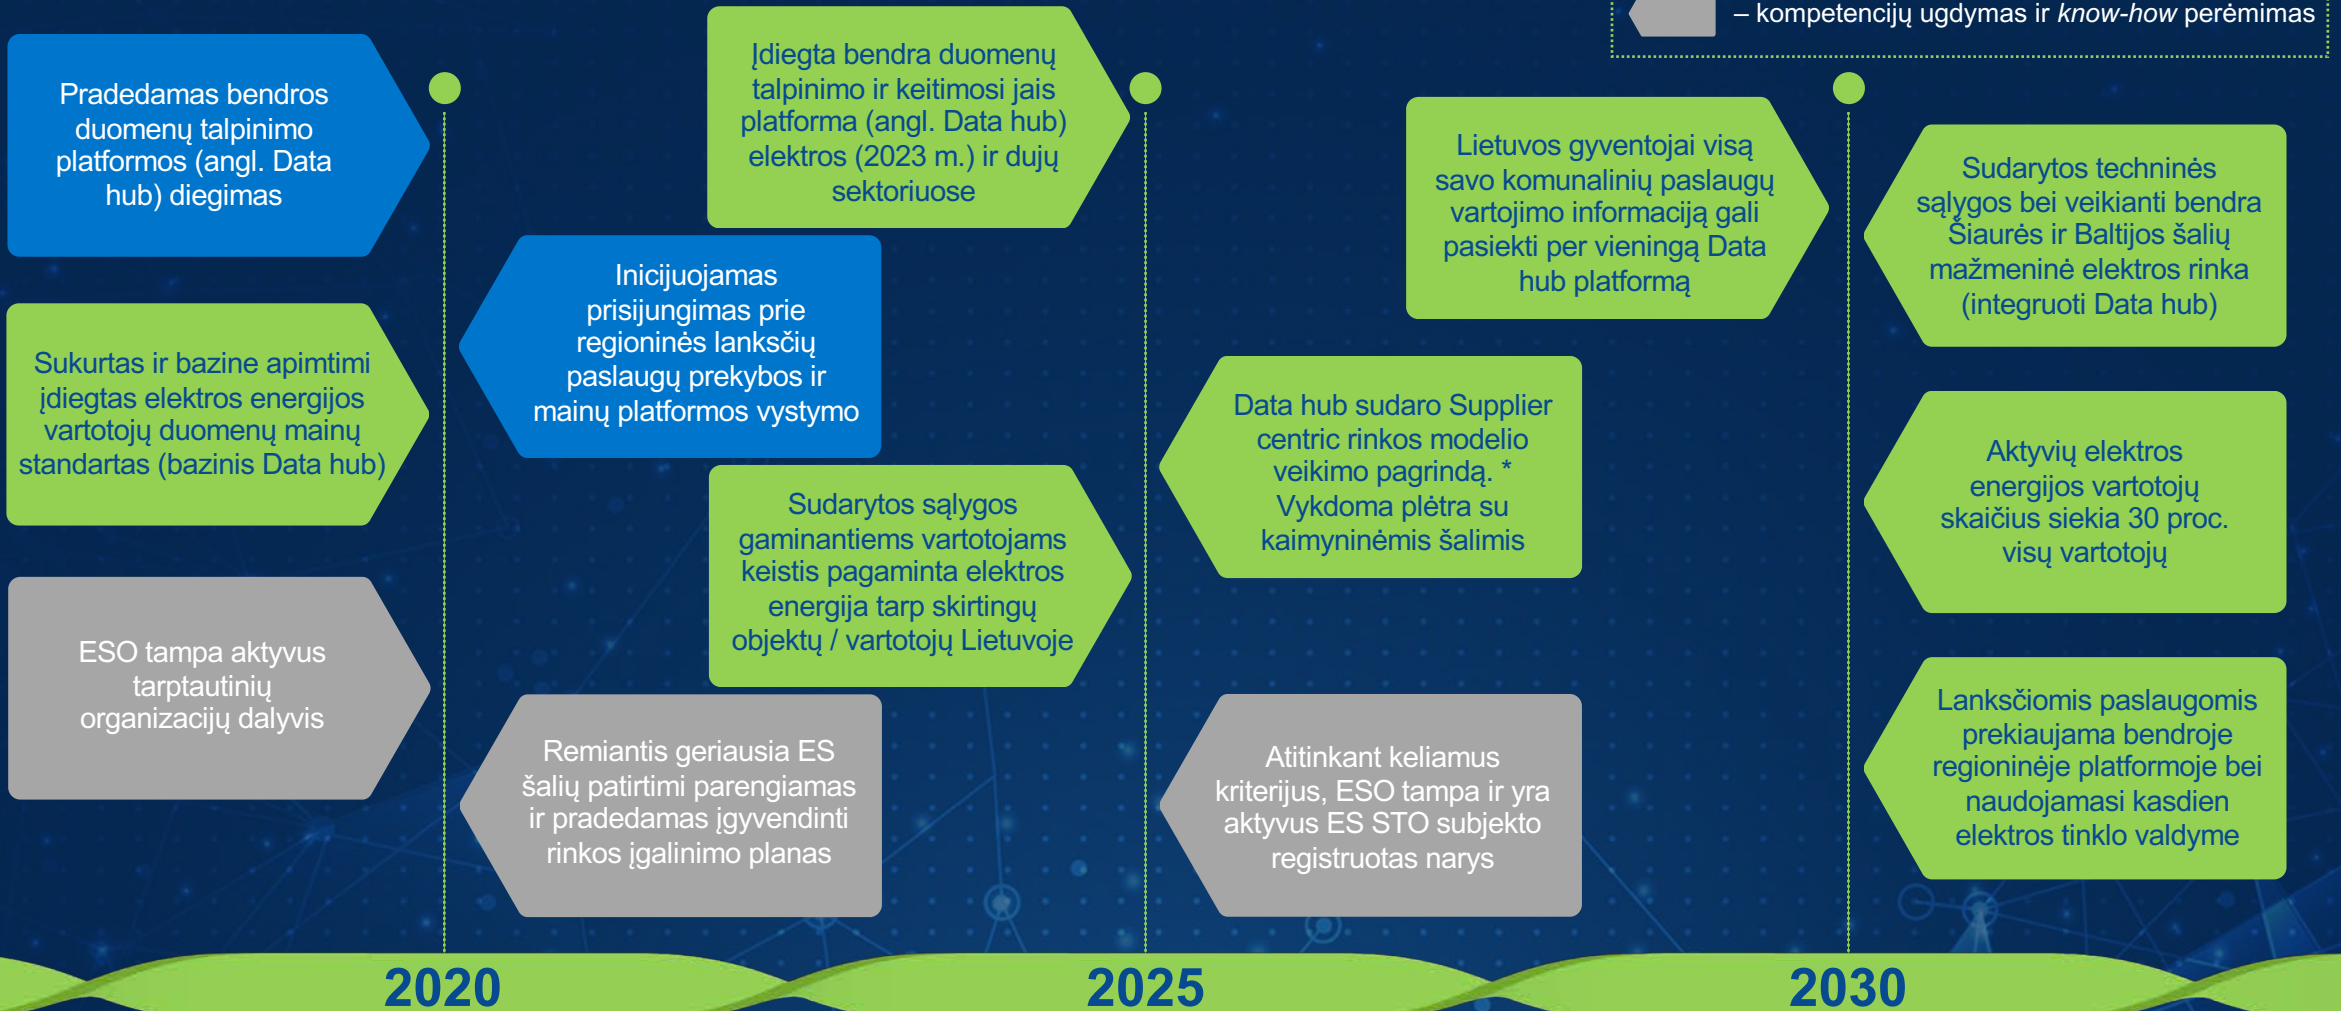 – kompetencijų ugdymas ir know-how perėmimas
Pradedamas bendros
duomenų talpinimo
platformos (angl. Data
hub) diegimas
Sukurtas ir bazine apimtimi
įdiegtas elektros energijos
vartotojų duomenų mainų
standartas (bazinis Data hub)
ESO tampa aktyvus
tarptautinių
organizacijų dalyvis
Inicijuojamas
prisijungimas prie
regioninės lanksčių
paslaugų prekybos ir
mainų platformos vystymo
Remiantis geriausia ES
šalių patirtimi parengiamas
ir pradedamas įgyvendinti
rinkos įgalinimo planas
Įdiegta bendra duomenų
talpinimo ir keitimosi jais
platforma (angl. Data hub)
elektros (2023 m.) ir dujų
sektoriuose
Sudarytos sąlygos
gaminantiems vartotojams
keistis pagaminta elektros
energija tarp skirtingų
objektų / vartotojų Lietuvoje
Data hub sudaro Supplier
centric rinkos modelio
veikimo pagrindą. *
Vykdoma plėtra su
kaimyninėmis šalimis
Atitinkant keliamus
kriterijus, ESO tampa ir yra
aktyvus ES STO subjekto
registruotas narys
Lietuvos gyventojai visą
savo komunalinių paslaugų
vartojimo informaciją gali
pasiekti per vieningą Data
hub platformą
Sudarytos techninės
sąlygos bei veikianti bendra
Šiaurės ir Baltijos šalių
mažmeninė elektros rinka
(integruoti Data hub)
Aktyvių elektros
energijos vartotojų
skaičius siekia 30 proc.
visų vartotojų
Lanksčiomis paslaugomis
prekiaujama bendroje
regioninėje platformoje bei
naudojamasi kasdien
elektros tinklo valdyme
2020
2025
2030